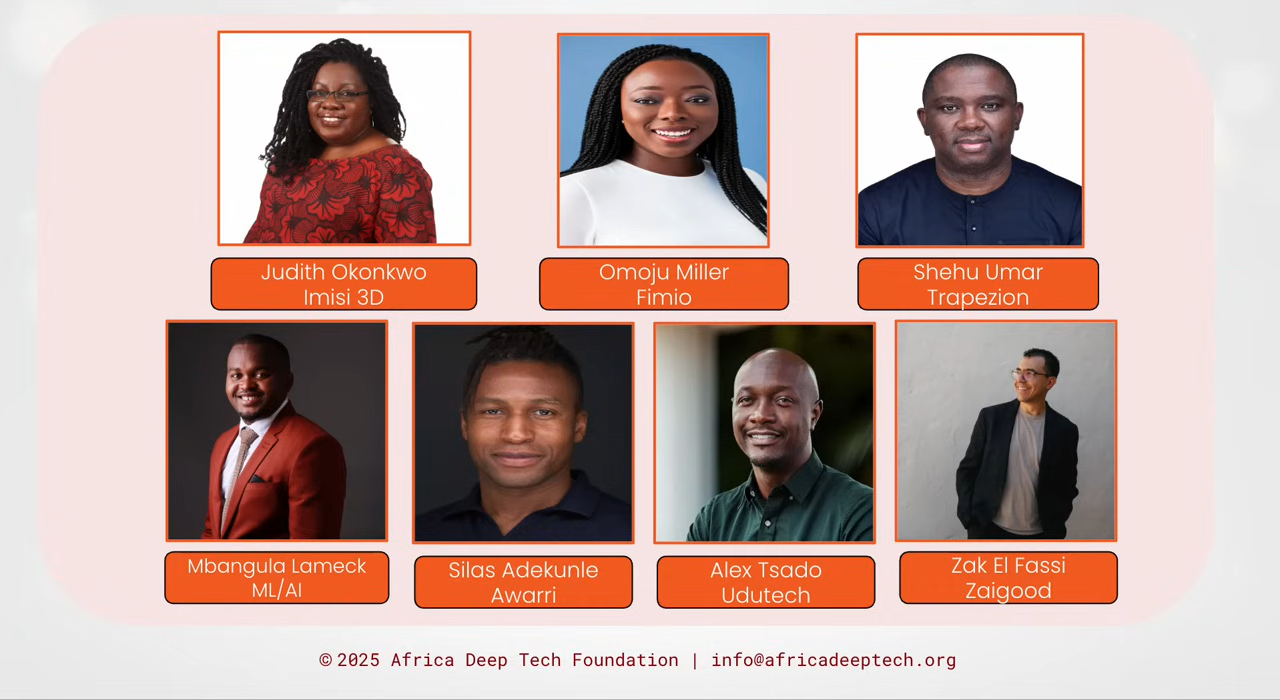 Judith Okonkwo
Imisi 3D
Omoju Miller
Fimio
Shehu Umar
Trapezion
Mbangula Lameck
ML/AI
Silas Adekunle
Awarri
Alex Tsado
Udutech
Zak El Fassi
Zaigood
© 2025 Africa Deep Tech Foundation | info@africadeeptech.org